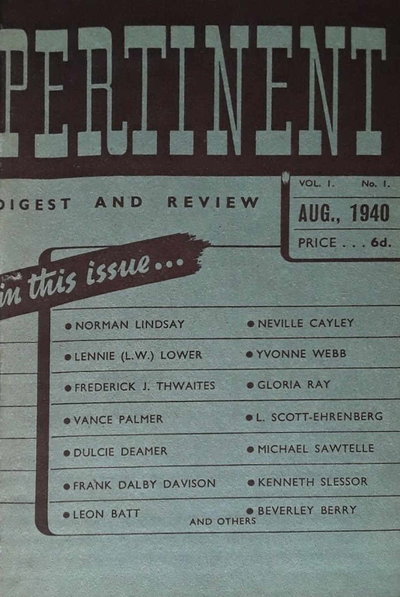 PERTINENT
DIGEST AND REVIEW
VOL. 1. No. 1.
AUG., 1940
PRICE . . . 6d.
in this issue...
• NORMAN LINDSAY
• LENNIE (L.W.) LOWER
• FREDERICK J. THWAITES
• VANCE PALMER
• DULCIE DEAMER
• FRANK DALBY DAVISON
• LEON BATT
• NEVILLE CAYLEY
• YVONNE WEBB
• GLORIA RAY
• L. SCOTT-EHRENBERG
• MICHAEL SAWTELLE
• KENNETH SLESSOR
• BEVERLEY BERRY
AND OTHERS